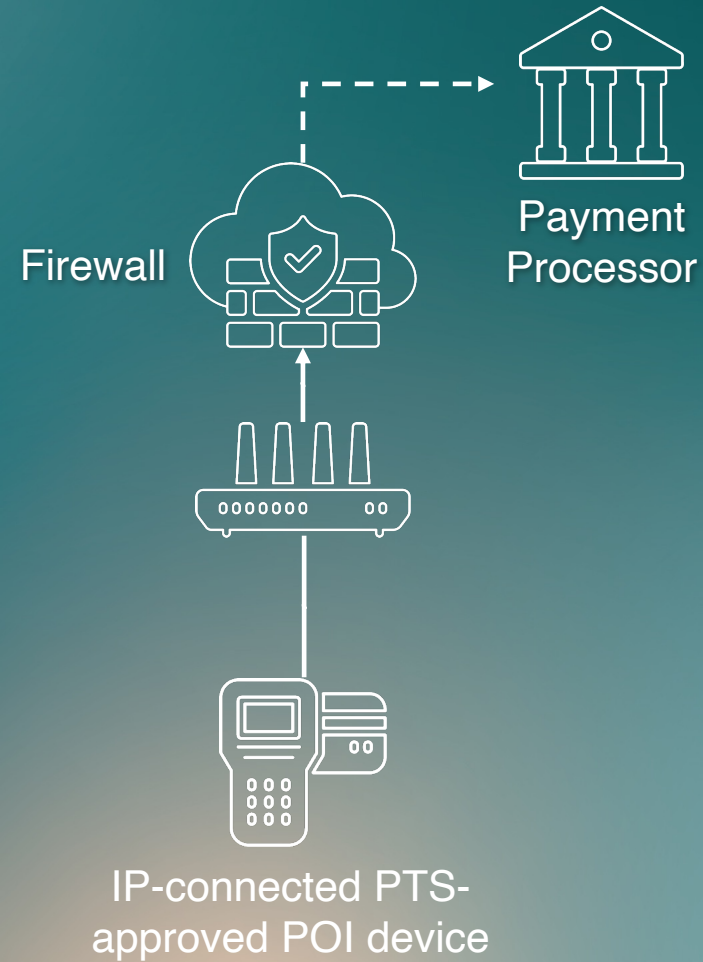 Payment
Processor
Firewall
IP-connected PTS-
approved POI device